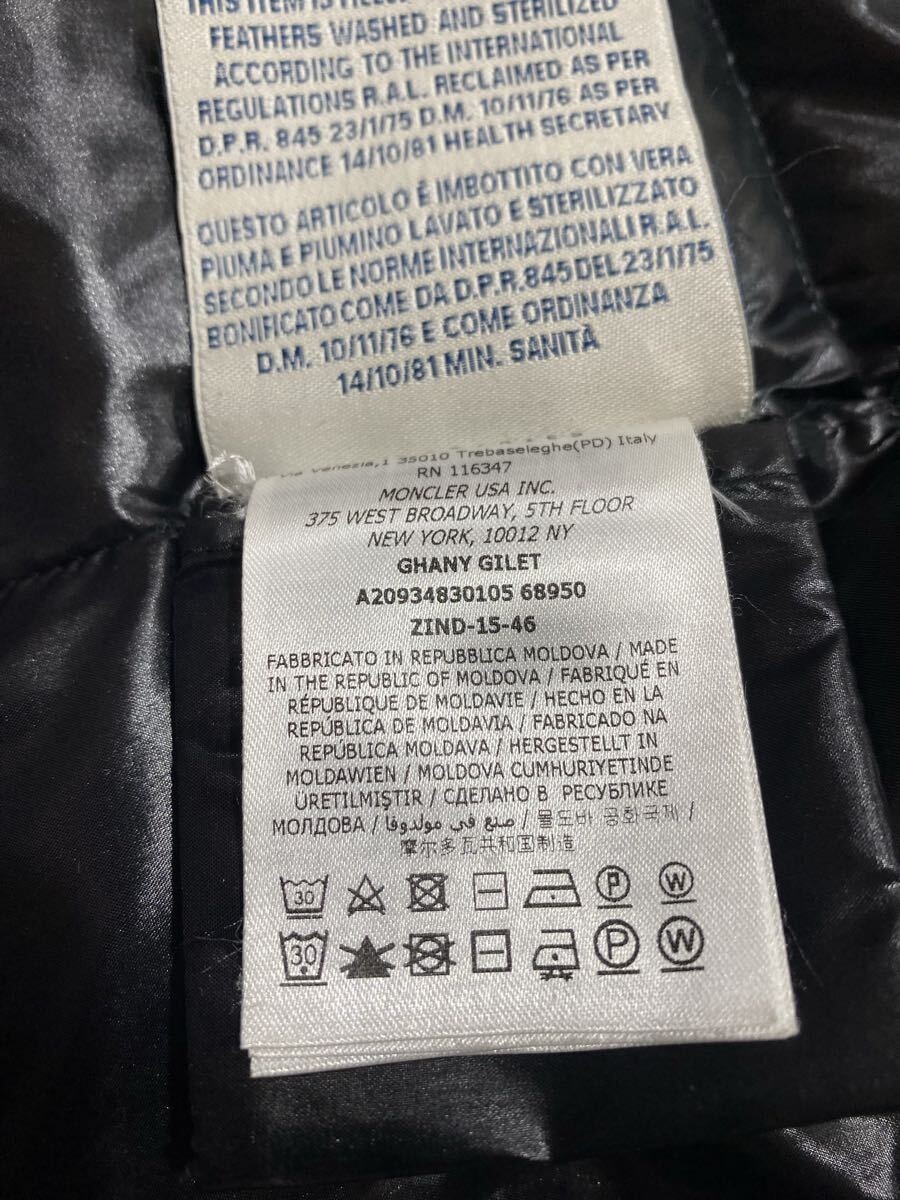 THIS ITEM IS
FEATHERS WASHED AND STERILIZED
ACCORDING TO THE INTERNATIONAL
REGULATIONS R.A.L. RECLAIMED AS PER
D.P.R. 845 23/1/75 D.M. 10/11/76 AS PER
ORDINANCE 14/10/81 HEALTH SECRETARY
QUESTO ARTICOLO È IMBOTTITO CON VERA
PIUMA E PIUMINO LAVATO E STERILIZZATO
SECONDO LE NORME INTERNAZIONALI R.A.L.
BONIFICATO COME DA D.P.R. 845 DEL 23/1/75
D.M. 10/11/76 E COME ORDINANZA
14/10/81 MIN. SANITÀ
Via Venezia,1 35010 Trebaseleghe(PD) Italy
RN 116347
MONCLER USA INC.
375 WEST BROADWAY, 5TH FLOOR
NEW YORK, 10012 NY
GHANY GILET
A20934830105 68950
ZIND-15-46
FABBRICATO IN REPUBBLICA MOLDOVA / MADE
IN THE REPUBLIC OF MOLDOVA / FABRIQUÉ EN
RÉPUBLIQUE DE MOLDAVIE / HECHO EN LA
REPÚBLICA DE MOLDAVIA / FABRICADO NA
REPÚBLICA MOLDAVA / HERGESTELLT IN
MOLDAWIEN / MOLDOVA CUMHURIYETINDE
ÜRETILMIŞTIR / СДЕЛАНО В РЕСПУБЛИКЕ
МОЛДОВА / صنع في مولدوفا / 몰도바 공화국제 /
摩尔多瓦共和国制造
30 P W
30 P W